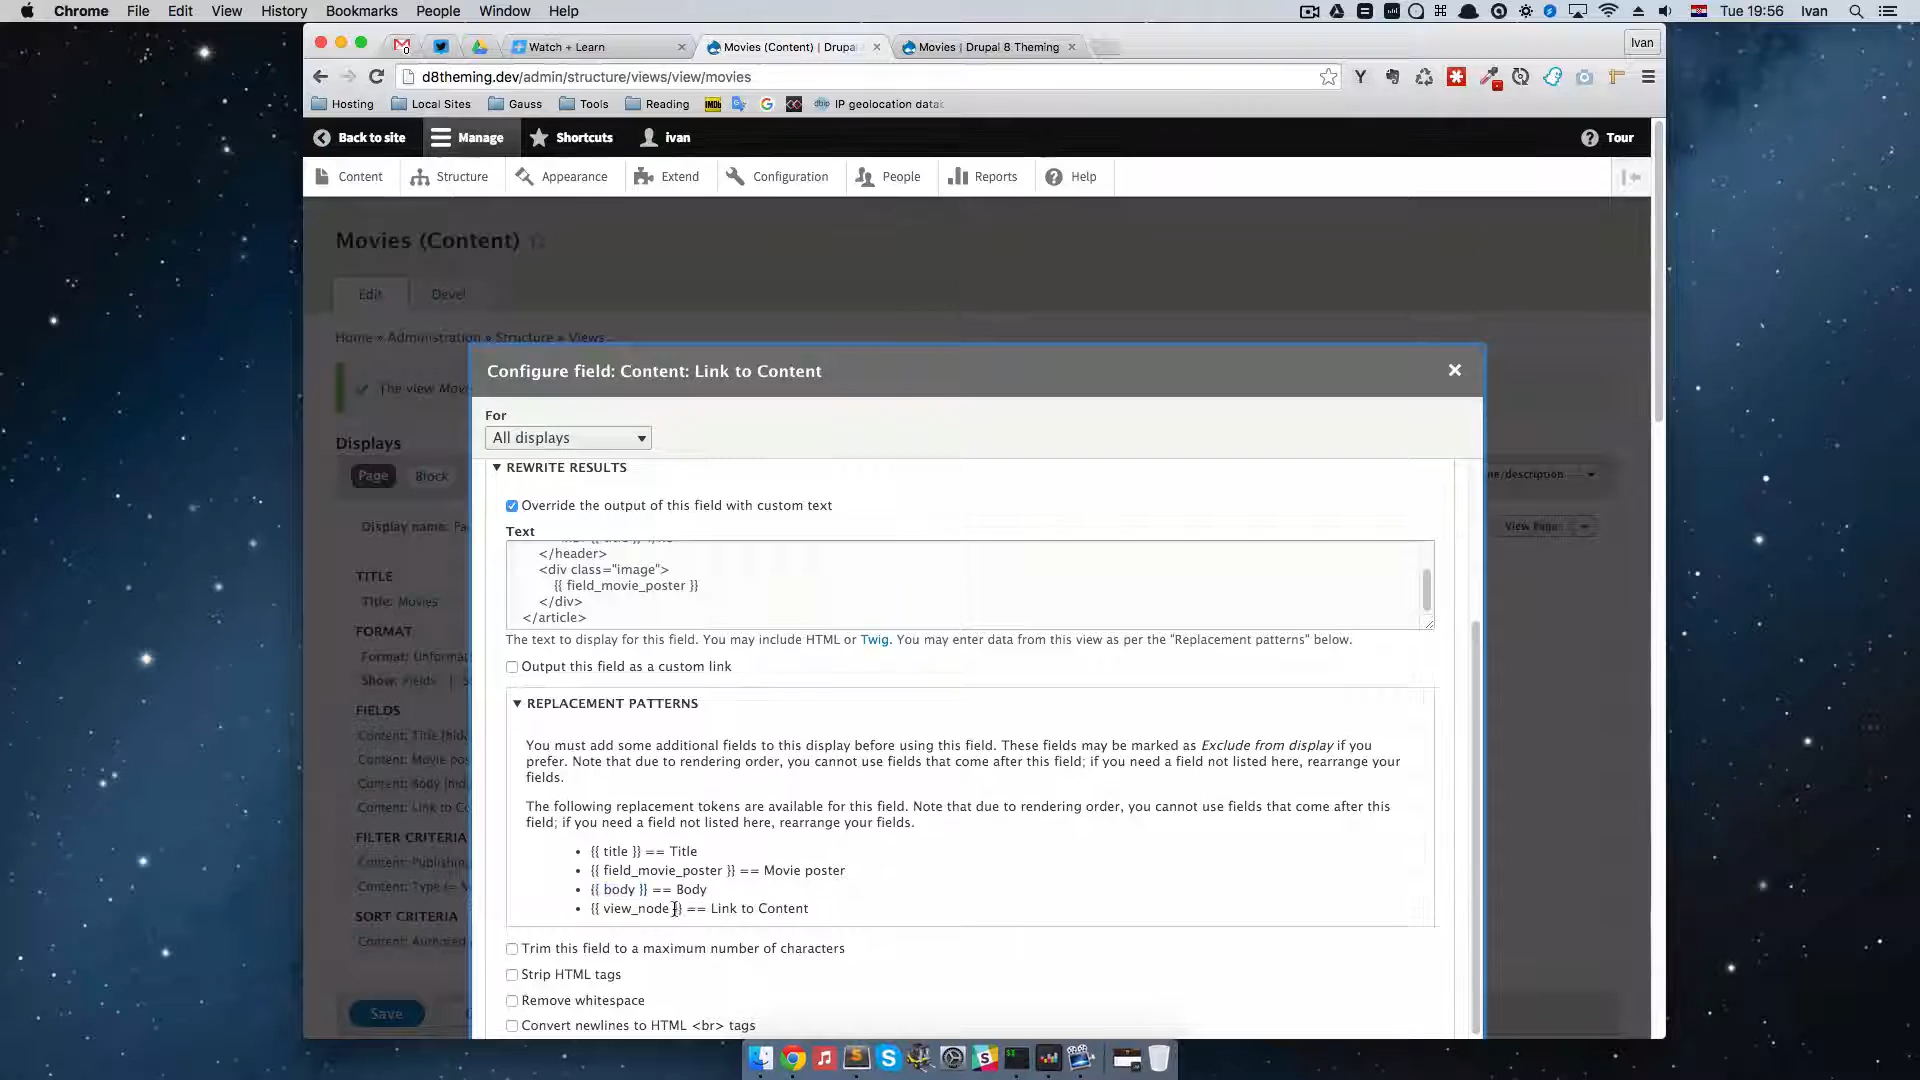 Chrome File Edit View History Bookmarks People Window Help
Tue 19:56 Ivan
Watch + Learn
Movies (Content) | Drupal
Movies | Drupal 8 Theming
Ivan
d8theming.dev/admin/structure/views/view/movies
Hosting Local Sites Gauss Tools Reading IP geolocation data
Back to site Manage Shortcuts ivan Tour
Content Structure Appearance Extend Configuration People Reports Help
Movies (Content)
Edit Devel
Home » Administration » Structure » Views
The view Movi
Configure field: Content: Link to Content
For
All displays
Displays
Page Block
Display name: Pa
View Page
TITLE
Title: Movies
FORMAT
Format: Unformat
Show: Fields |
FIELDS
Content: Title (hid
Content: Movie pos
Content: Body (hid
Content: Link to Co
FILTER CRITERIA
Content: Publishing
Content: Type (=
SORT CRITERIA
Content: Authored
Save
REWRITE RESULTS
Override the output of this field with custom text
Text
</header>
<div class="image">
{{ field_movie_poster }}
</div>
</article>
The text to display for this field. You may include HTML or Twig. You may enter data from this view as per the "Replacement patterns" below.
Output this field as a custom link
REPLACEMENT PATTERNS
You must add some additional fields to this display before using this field. These fields may be marked as Exclude from display if you
prefer. Note that due to rendering order, you cannot use fields that come after this field; if you need a field not listed here, rearrange your
fields.
The following replacement tokens are available for this field. Note that due to rendering order, you cannot use fields that come after this
field; if you need a field not listed here, rearrange your fields.
{{ title }} == Title
{{ field_movie_poster }} == Movie poster
{{ body }} == Body
{{ view_node }} == Link to Content
Trim this field to a maximum number of characters
Strip HTML tags
Remove whitespace
Convert newlines to HTML <br> tags